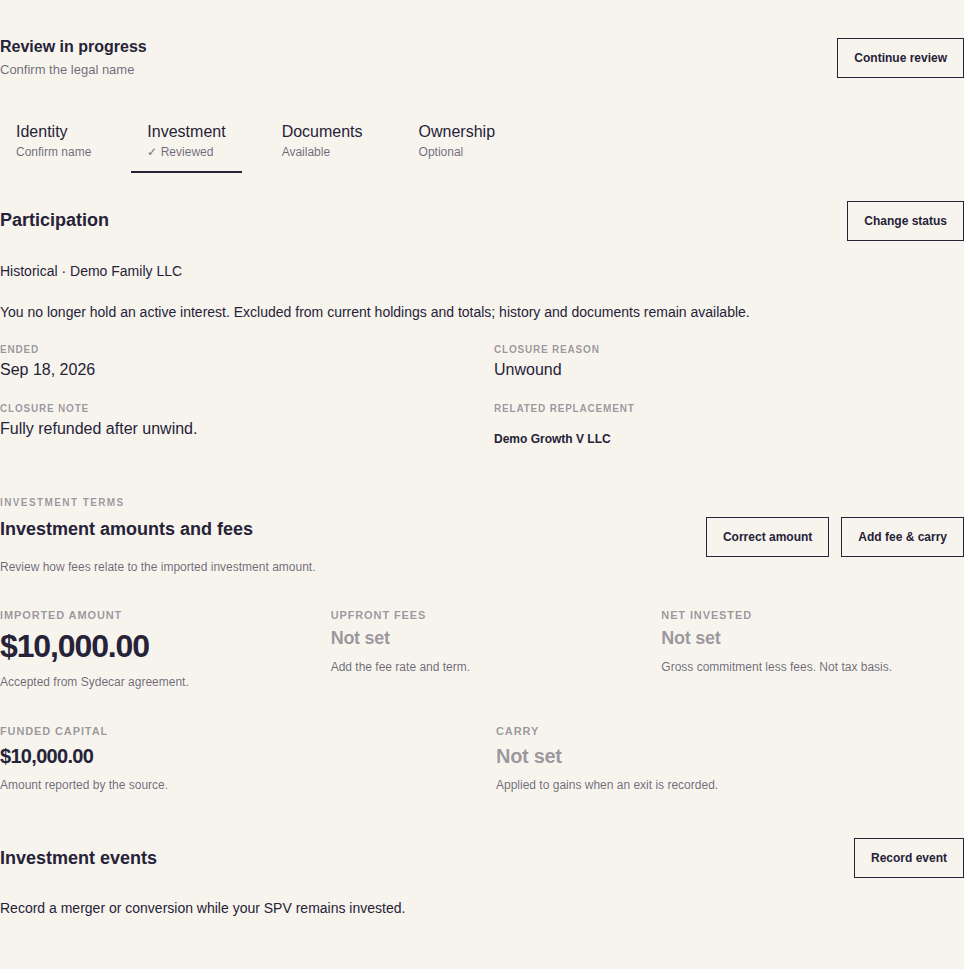 Review in progress
Confirm the legal name
Continue review
Identity
Confirm name
Investment
✓ Reviewed
Documents
Available
Ownership
Optional
Participation
Change status
Historical · Demo Family LLC
You no longer hold an active interest. Excluded from current holdings and totals; history and documents remain available.
ENDED
Sep 18, 2026
CLOSURE REASON
Unwound
CLOSURE NOTE
Fully refunded after unwind.
RELATED REPLACEMENT
Demo Growth V LLC
INVESTMENT TERMS
Investment amounts and fees
Correct amount
Add fee & carry
Review how fees relate to the imported investment amount.
IMPORTED AMOUNT
$10,000.00
Accepted from Sydecar agreement.
UPFRONT FEES
Not set
Add the fee rate and term.
NET INVESTED
Not set
Gross commitment less fees. Not tax basis.
FUNDED CAPITAL
$10,000.00
Amount reported by the source.
CARRY
Not set
Applied to gains when an exit is recorded.
Investment events
Record event
Record a merger or conversion while your SPV remains invested.